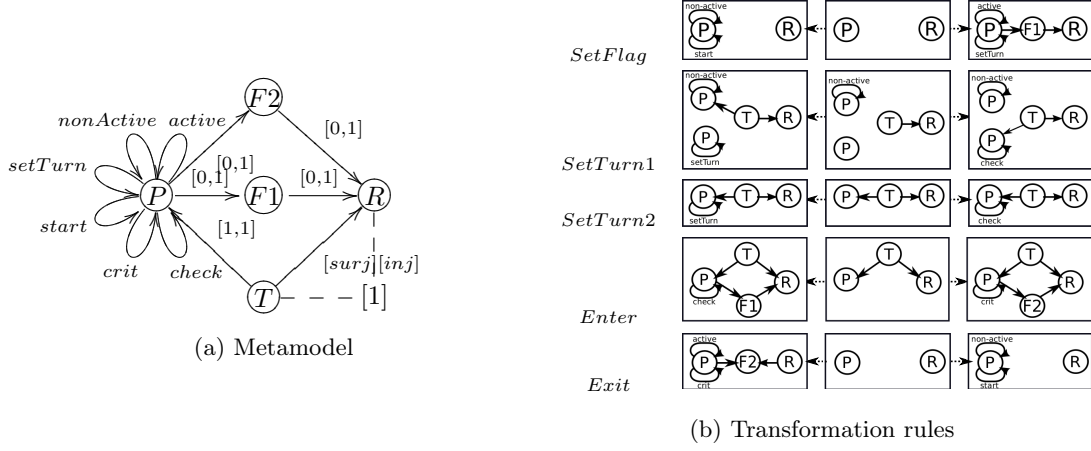 F2
nonActive active
[0,1]
setTurn
[0,1]
[0,1]
[0,1]
P
F1
R
start
[1,1]
crit
check
[surj]
[inj]
T
[1]
(a) Metamodel
non-active
P
R
start
P
R
active
P
F1
R
setTurn
SetFlag
non-active
P
T
R
P
setTurn
non-active
P
T
R
P
non-active
P
T
R
P
check
SetTurn1
P
T
R
setTurn
P
T
R
P
T
R
check
SetTurn2
T
P
R
check
F1
T
P
R
T
P
R
crit
F2
Enter
active
P
F2
R
crit
P
R
non-active
P
R
start
Exit
(b) Transformation rules